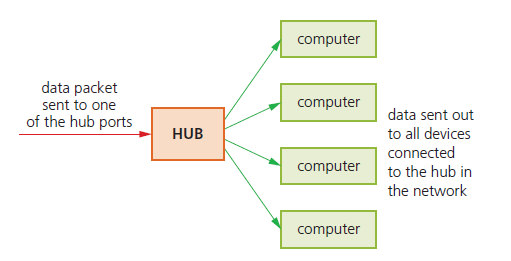 data packet
sent to one
of the hub ports
HUB
computer
computer
computer
computer
data sent out
to all devices
connected
to the hub in
the network